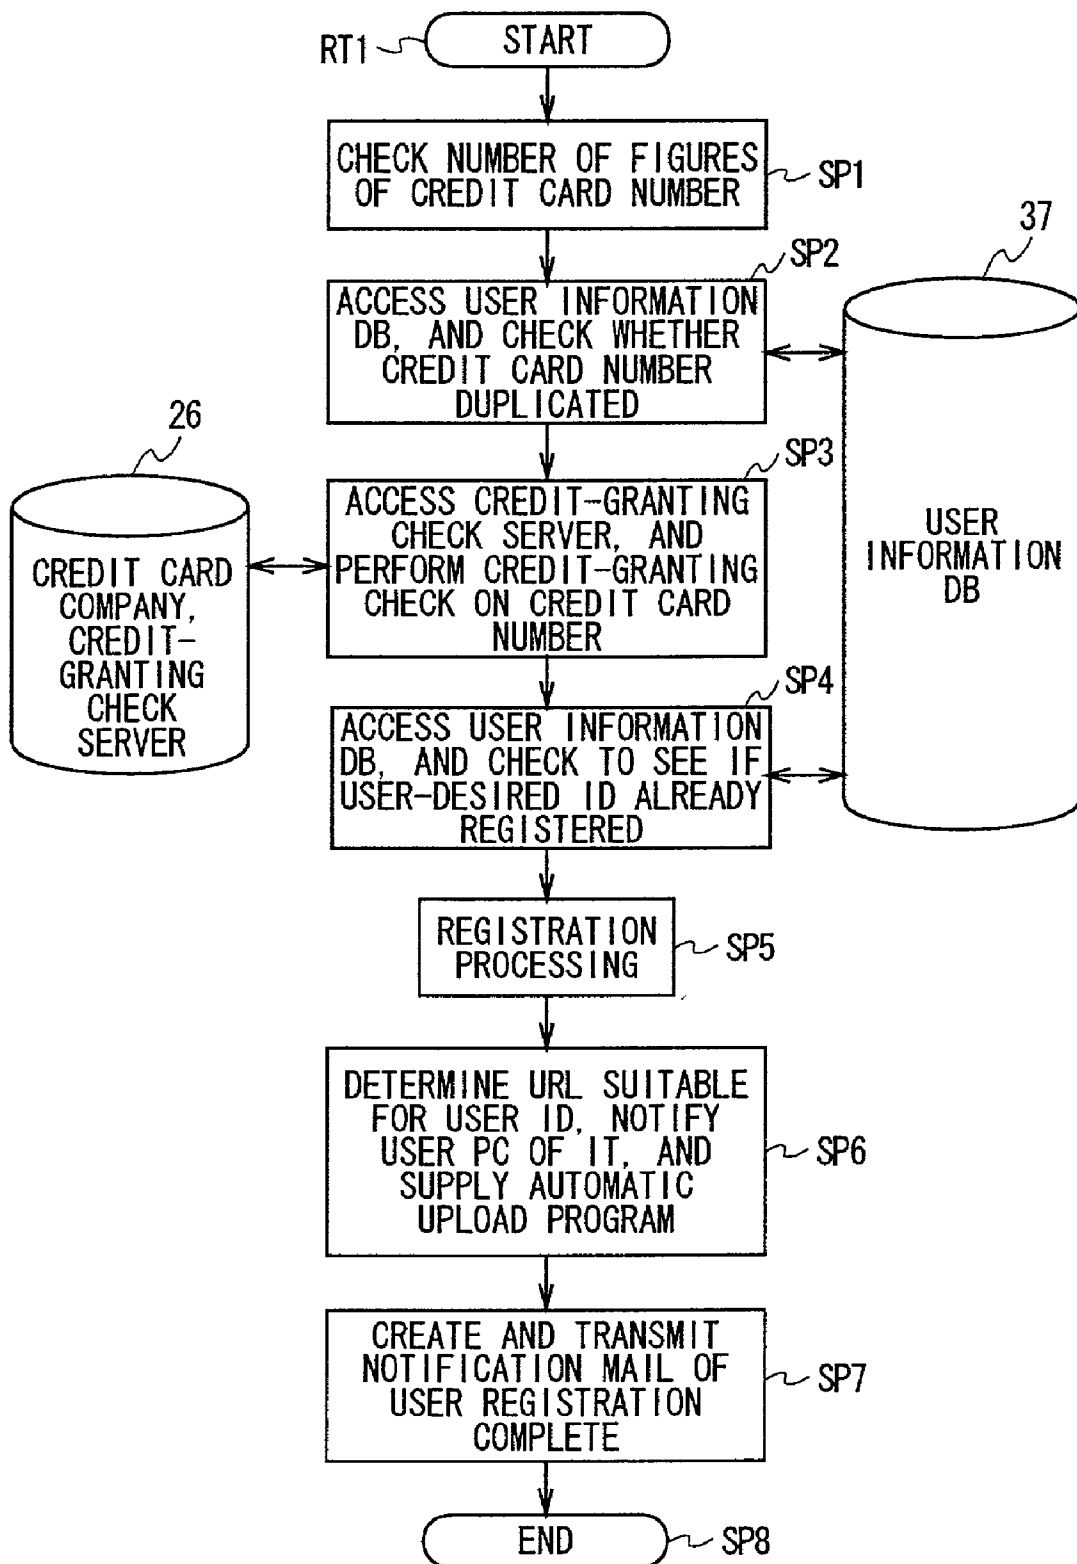 RT1
START
CHECK NUMBER OF FIGURES
OF CREDIT CARD NUMBER
SP1
SP2
37
ACCESS USER INFORMATION
DB, AND CHECK WHETHER
CREDIT CARD NUMBER
DUPLICATED
26
SP3
ACCESS CREDIT-GRANTING
CHECK SERVER, AND
PERFORM CREDIT-GRANTING
CHECK ON CREDIT CARD
NUMBER
CREDIT CARD
COMPANY,
CREDIT-
GRANTING
CHECK
SERVER
USER
INFORMATION
DB
SP4
ACCESS USER INFORMATION
DB, AND CHECK TO SEE IF
USER-DESIRED ID ALREADY
REGISTERED
REGISTRATION
PROCESSING
SP5
DETERMINE URL SUITABLE
FOR USER ID, NOTIFY
USER PC OF IT, AND
SUPPLY AUTOMATIC
UPLOAD PROGRAM
SP6
CREATE AND TRANSMIT
NOTIFICATION MAIL OF
USER REGISTRATION
COMPLETE
SP7
END
SP8